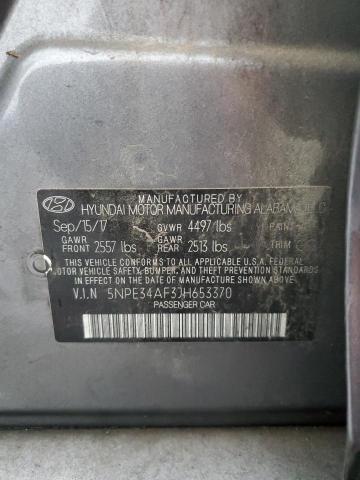 MANUFACTURED BY
HYUNDAI MOTOR MANUFACTURING ALABAMA, LLC
Sep/15/17 GVWR 4497 lbs PAINT
GAWR FRONT 2557 lbs GAWR REAR 2513 lbs TRIM
THIS VEHICLE CONFORMS TO ALL APPLICABLE U.S. FEDERAL
MOTOR VEHICLE SAFETY, BUMPER, AND THEFT PREVENTION STANDARDS
IN EFFECT ON THE DATE OF MANUFACTURE SHOWN ABOVE.
V.I.N 5NPE34AF3JH653370
PASSENGER CAR